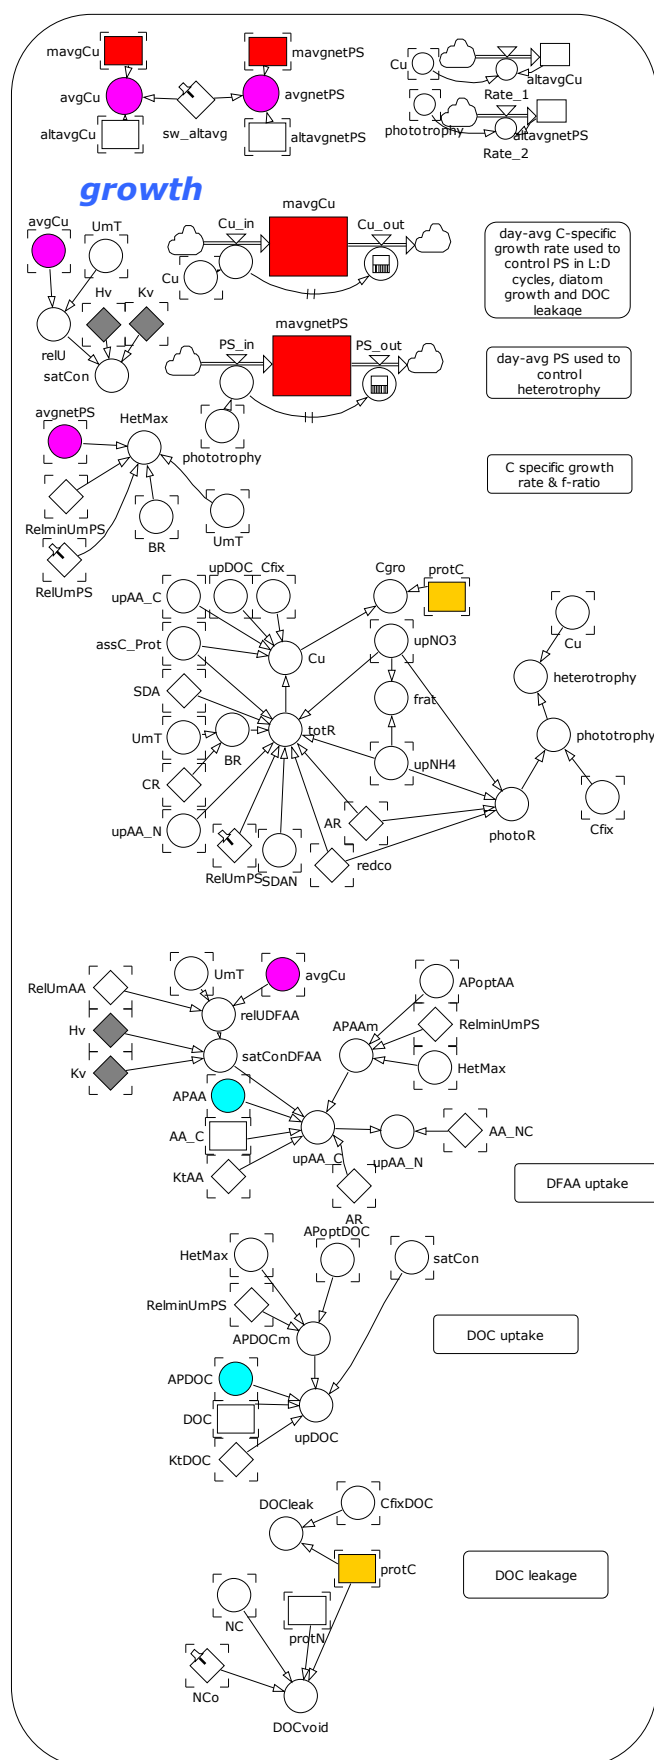 mavgCu
mavgnetPS
Cu
altavgCu
avgCu
avgnetPS
Rate_1
altavgCu
sw_altavg
altavgnetPS
phototrophy
altavgnetPS
Rate_2
growth
avgCu
UmT
mavgCu
Cu_in
Cu_out
Cu
day-avg C-specific
growth rate used to
control PS in L:D
cycles, diatom
growth and DOC
leakage
Hv
Kv
relU
satCon
mavgnetPS
PS_in
PS_out
day-avg PS used to
control
heterotrophy
avgnetPS
HetMax
phototrophy
C specific growth
rate & f-ratio
RelminUmPS
BR
UmT
RelUmPS
upDOC
Cfix
Cgro
protC
upAA_C
assC_Prot
upNO3
Cu
Cu
SDA
frat
heterotrophy
UmT
totR
BR
phototrophy
upNH4
CR
AR
Cfix
upAA_N
photoR
RelUmPS
SDAN
redco
UmT
avgCu
RelUmAA
APoptAA
relUDFAA
APAAm
RelminUmPS
Hv
satConDFAA
HetMax
Kv
APAA
AA_C
upAA_C
upAA_N
AA_NC
KtAA
DFAA uptake
AR
APoptDOC
HetMax
satCon
RelminUmPS
APDOCm
DOC uptake
APDOC
DOC
upDOC
KtDOC
DOCleak
CfixDOC
protC
DOC leakage
NC
protN
NCo
DOCvoid